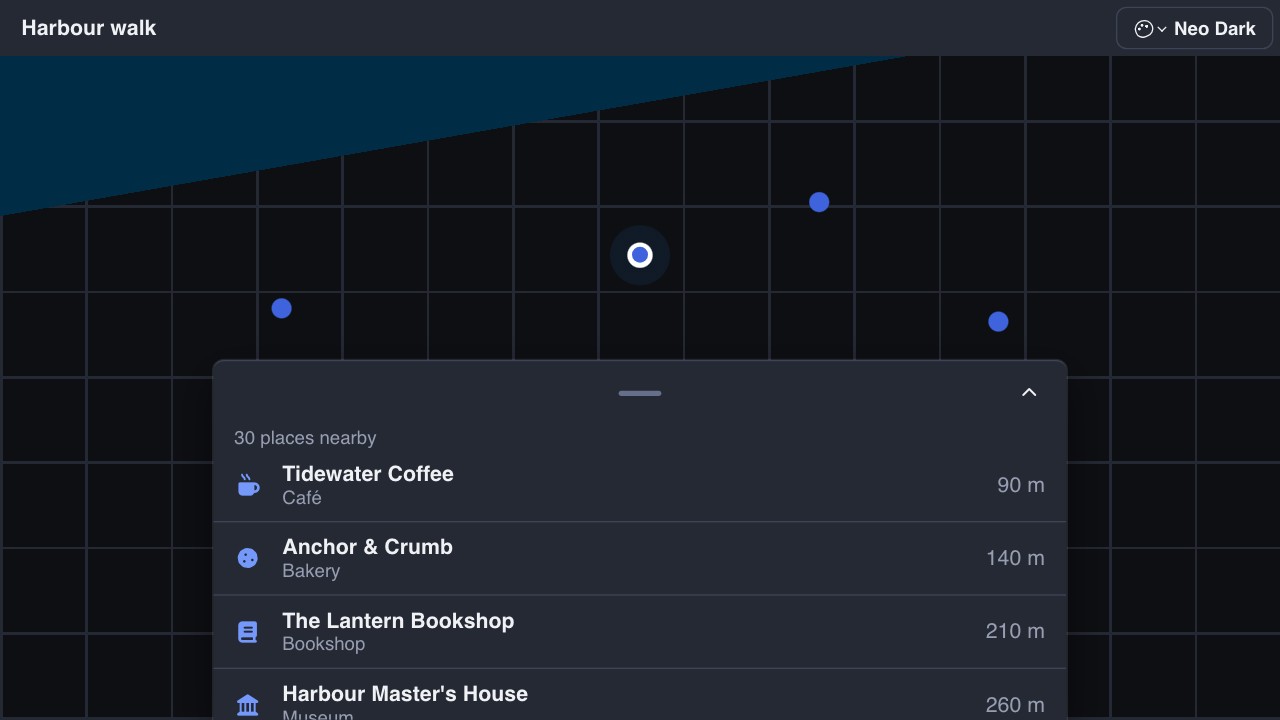 Harbour walk
Neo Dark
30 places nearby
Tidewater Coffee
Café
90 m
Anchor & Crumb
Bakery
140 m
The Lantern Bookshop
Bookshop
210 m
Harbour Master's House
Museum
260 m